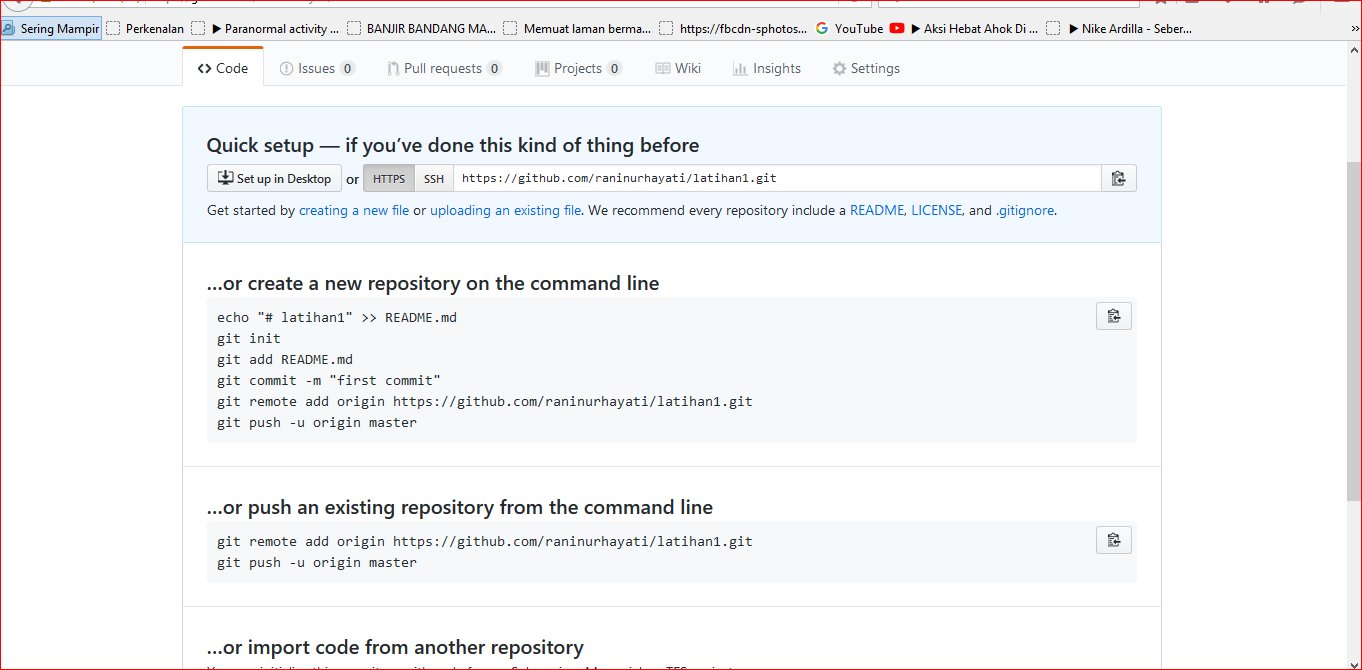 Sering Mampir Perkenalan ▶ Paranormal activity ... BANJIR BANDANG MA... Memuat laman berma... https://fbcdn-sphotos... YouTube ▶ Aksi Hebat Ahok Di ... ▶ Nike Ardilla - Seber... »
Code Issues 0 Pull requests 0 Projects 0 Wiki Insights Settings
Quick setup — if you’ve done this kind of thing before
Set up in Desktop or HTTPS SSH https://github.com/raninurhayati/latihan1.git
Get started by creating a new file or uploading an existing file. We recommend every repository include a README, LICENSE, and .gitignore.
…or create a new repository on the command line
echo "# latihan1" >> README.md
git init
git add README.md
git commit -m "first commit"
git remote add origin https://github.com/raninurhayati/latihan1.git
git push -u origin master
…or push an existing repository from the command line
git remote add origin https://github.com/raninurhayati/latihan1.git
git push -u origin master
…or import code from another repository